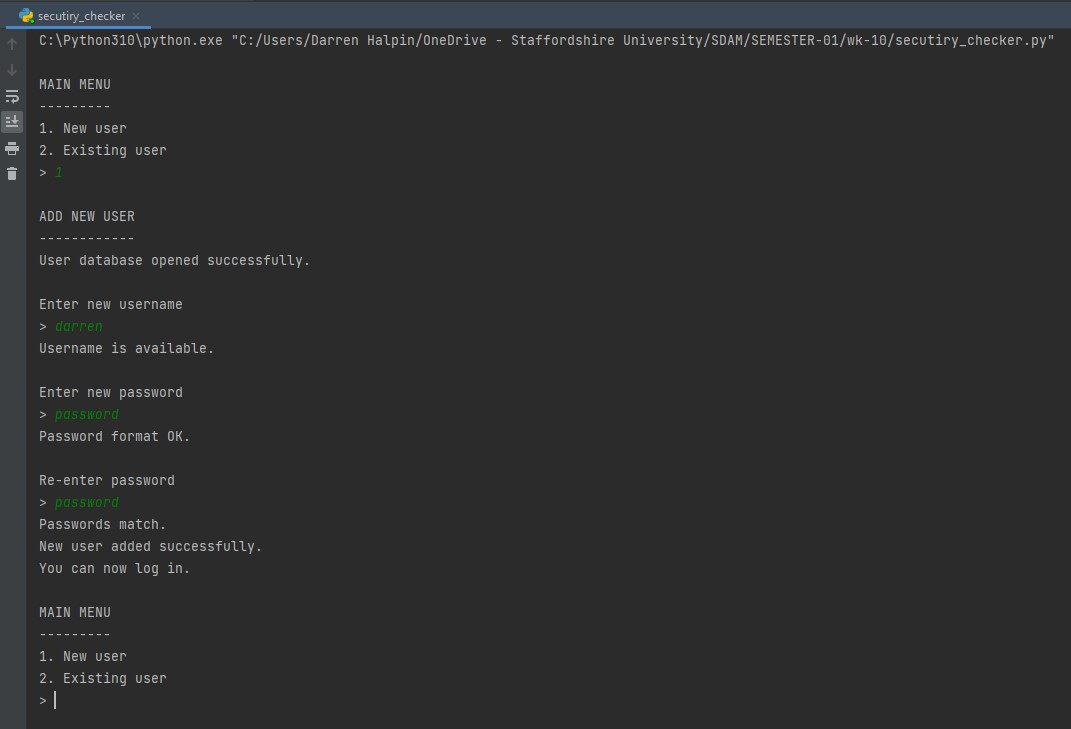 secutiry_checker
C:\Python310\python.exe "C:/Users/Darren Halpin/OneDrive - Staffordshire University/SDAM/SEMESTER-01/wk-10/secutiry_checker.py"
MAIN MENU
---------
1. New user
2. Existing user
> 1
ADD NEW USER
------------
User database opened successfully.
Enter new username
> darren
Username is available.
Enter new password
> password
Password format OK.
Re-enter password
> password
Passwords match.
New user added successfully.
You can now log in.
MAIN MENU
---------
1. New user
2. Existing user
>